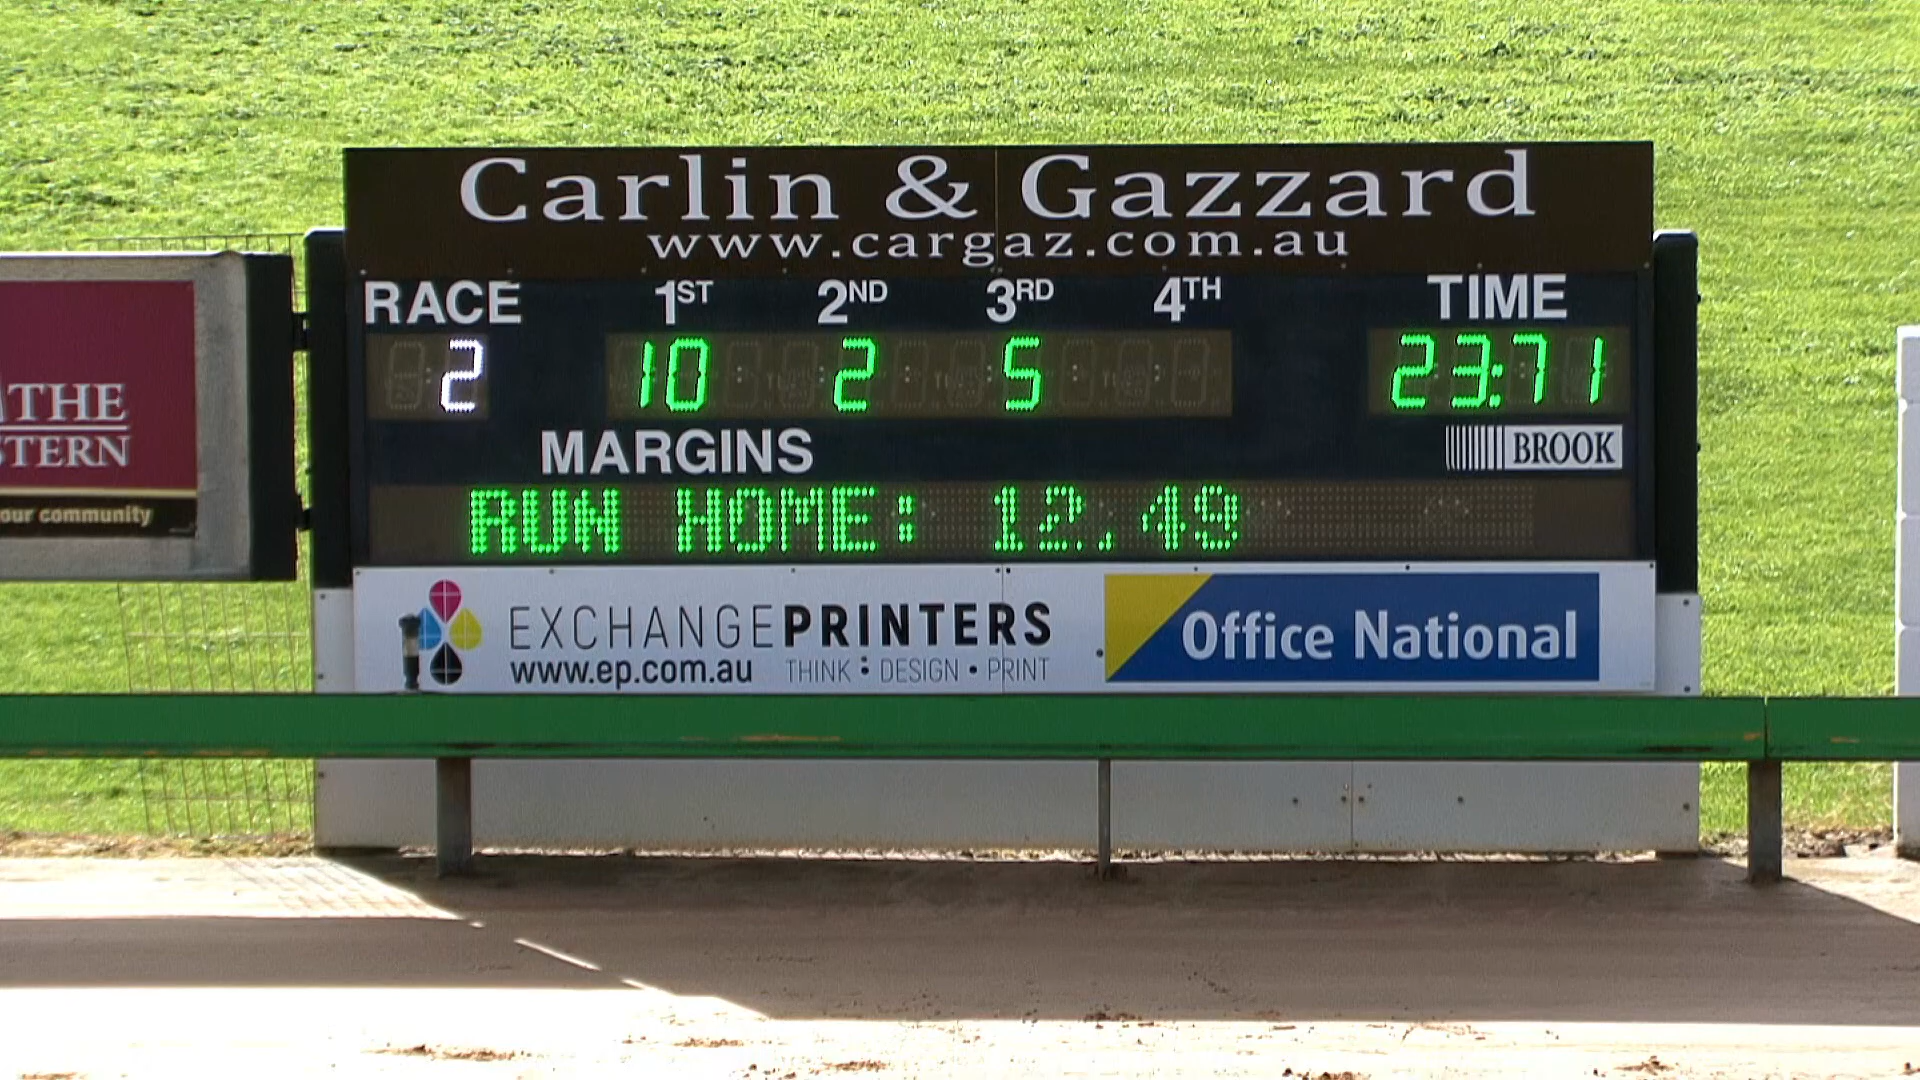 Carlin & Gazzard
www.cargaz.com.au
RACE 1ST 2ND 3RD 4TH TIME
2 10 2 5 23:71
MARGINS BROOK
RUN HOME: 12.49
THE
STERN
our community
EXCHANGEPRINTERS
www.ep.com.au THINK : DESIGN • PRINT
Office National